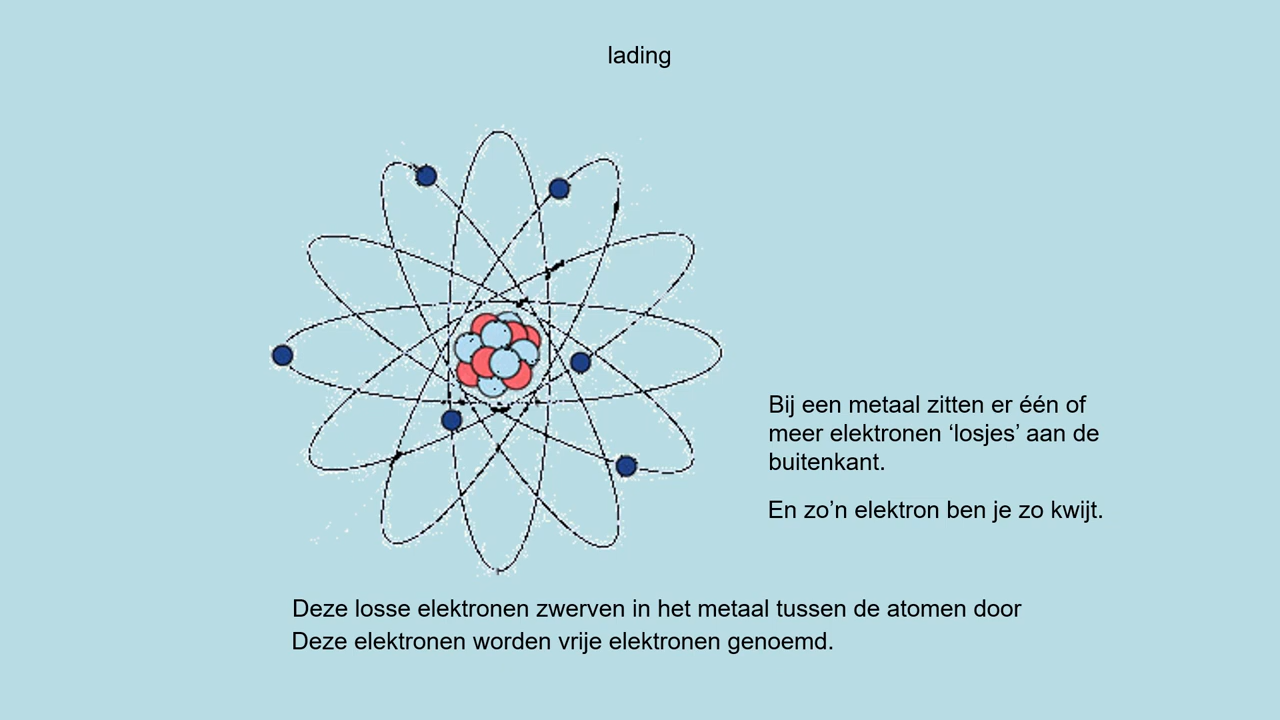 lading
Bij een metaal zitten er één of
meer elektronen ‘losjes’ aan de
buitenkant.
En zo’n elektron ben je zo kwijt.
Deze losse elektronen zwerven in het metaal tussen de atomen door
Deze elektronen worden vrije elektronen genoemd.